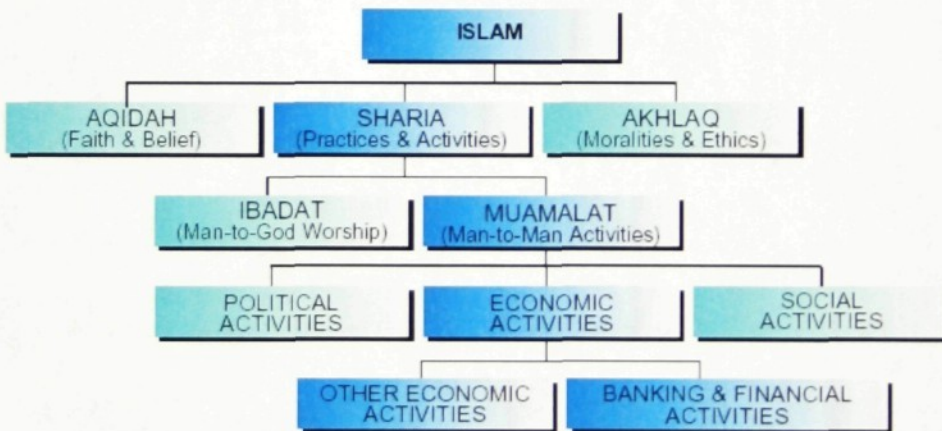 ISLAM
AQIDAH
(Faith & Belief)
SHARIA
(Practices & Activities)
AKHLAQ
(Moralities & Ethics)
IBADAT
(Man-to-God Worship)
MUAMALAT
(Man-to-Man Activities)
POLITICAL
ACTIVITIES
ECONOMIC
ACTIVITIES
SOCIAL
ACTIVITIES
OTHER ECONOMIC
ACTIVITIES
BANKING & FINANCIAL
ACTIVITIES